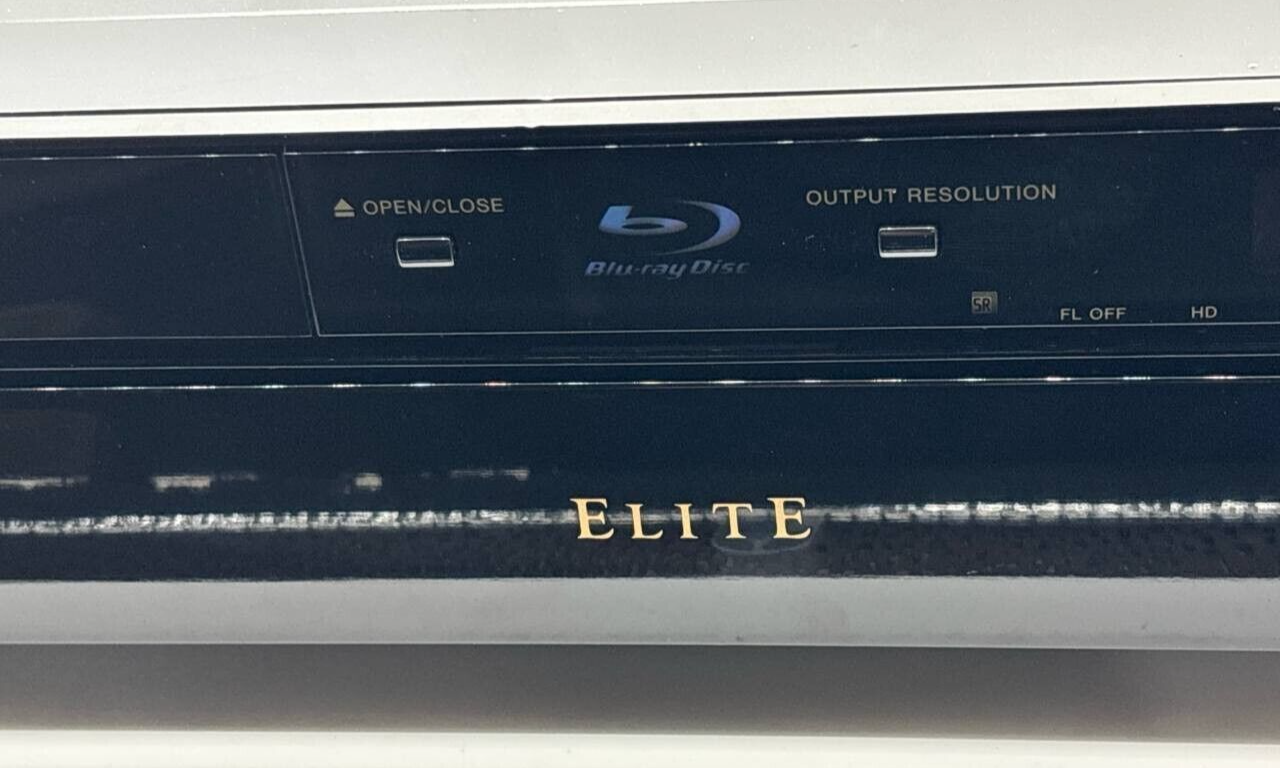 OPEN/CLOSE
OUTPUT RESOLUTION
Blu-ray Disc
SR
FL OFF
HD
ELITE